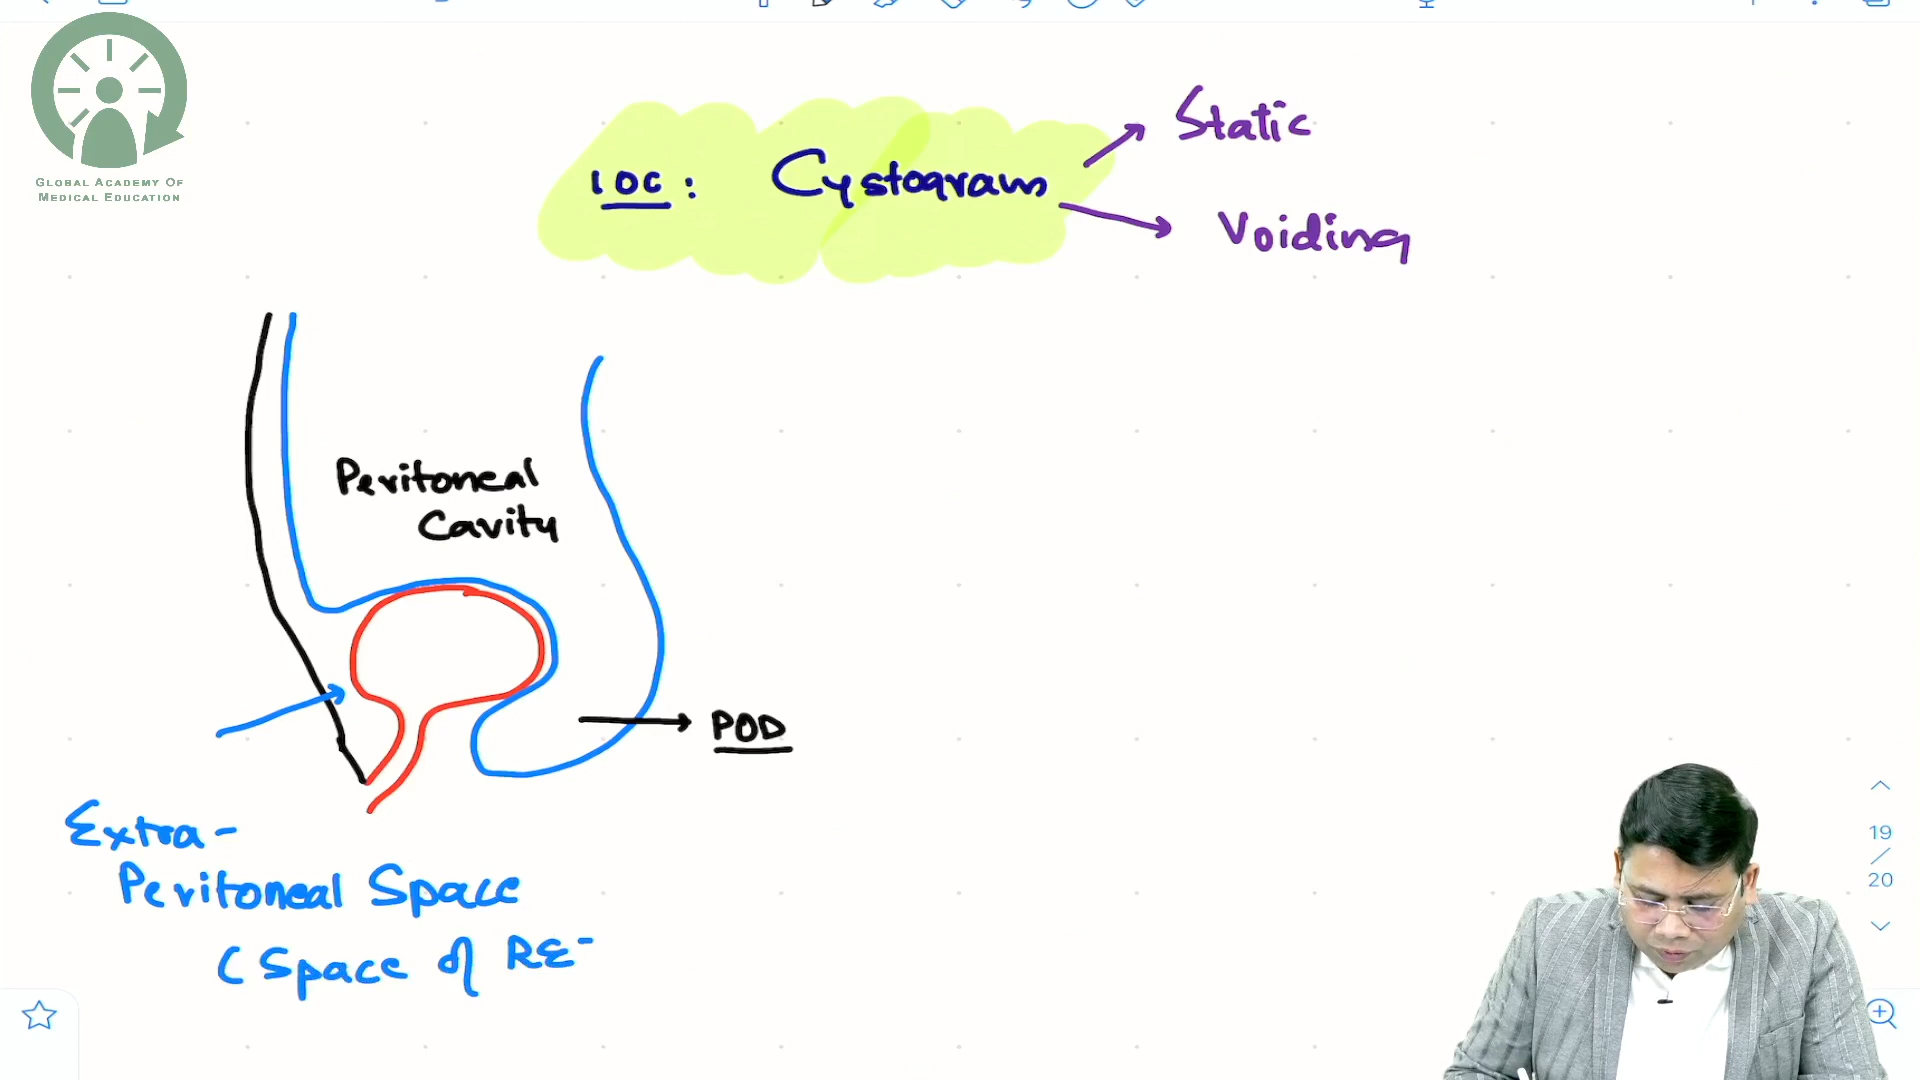 GLOBAL ACADEMY OF
MEDICAL EDUCATION
IOC : Cystogram
Static
Voiding
Peritoneal
Cavity
POD
Extra-
Peritoneal Space
(Space of RE-
19
/
20